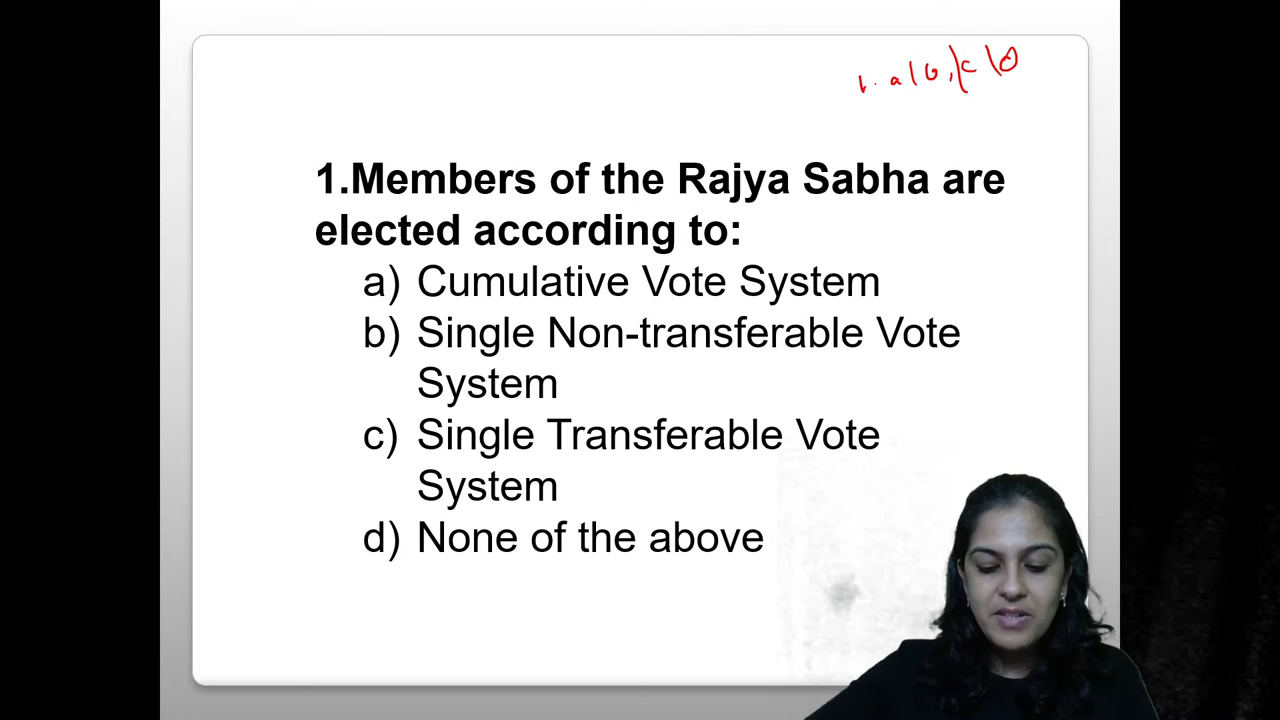 1. a/b/c/d
1.Members of the Rajya Sabha are
elected according to:
a) Cumulative Vote System
b) Single Non-transferable Vote
System
c) Single Transferable Vote
System
d) None of the above